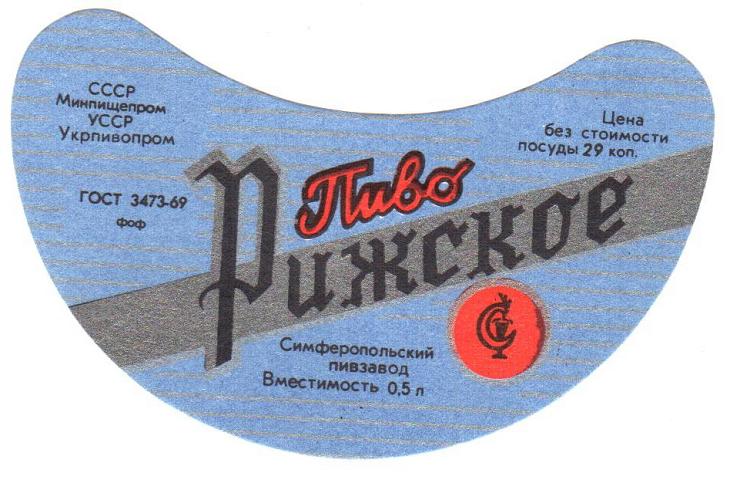 СССР
Минпищепром
УССР
Укрпивопром
ГОСТ 3473-69
фоф
Цена
без стоимости
посуды 29 коп.
Пиво
Рижское
Симферопольский
пивзавод
Вместимость 0,5 л